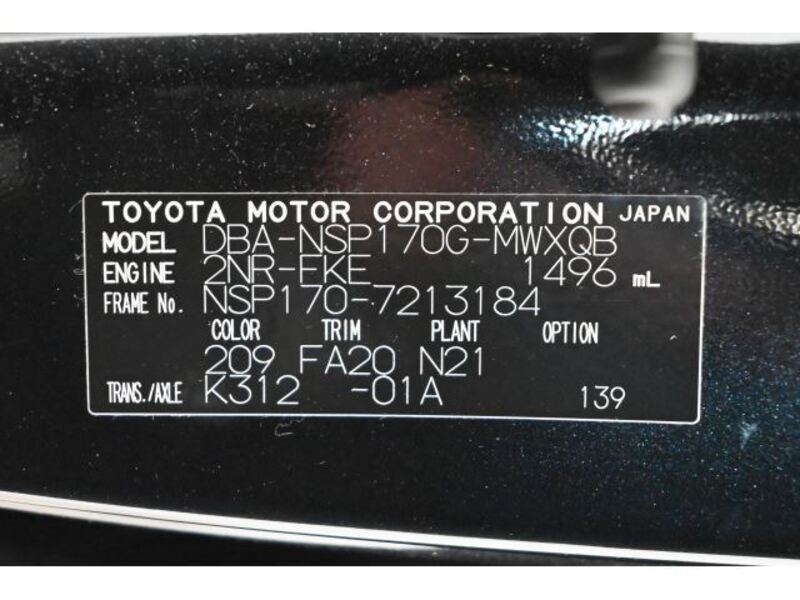 TOYOTA MOTOR CORPORATION JAPAN
MODEL DBA-NSP170G-MWXQB
ENGINE 2NR-FKE 1496 mL
FRAME No. NSP170-7213184
COLOR TRIM PLANT OPTION
209 FA20 N21
TRANS./AXLE K312 -01A 139